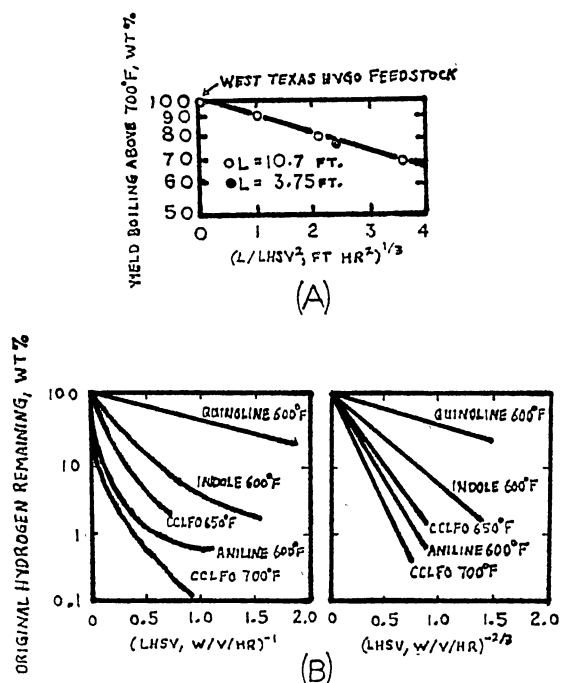 WEST TEXAS HVGO FEEDSTOCK
YIELD BOILING ABOVE 700°F, WT%
100
90
80
70
60
50
O L = 10.7 FT.
● L = 3.75 FT.
0 1 2 3 4
(L/LHSV², FT HR²)^1/3
(A)
ORIGINAL HYDROGEN REMAINING, WT%
100
10
1
0.1
QUINOLINE 600°F
INDOLE 600°F
CCLFO 650°F
ANILINE 600°F
CCLFO 700°F
0 0.5 1.0 1.5 2.0
(LHSV, W/V/HR)^-1
QUINOLINE 600°F
INDOLE 600°F
CCLFO 650°F
ANILINE 600°F
CCLFO 700°F
0 0.5 1.0 1.5 2.0
(LHSV, W/V/HR)^-2/3
(B)